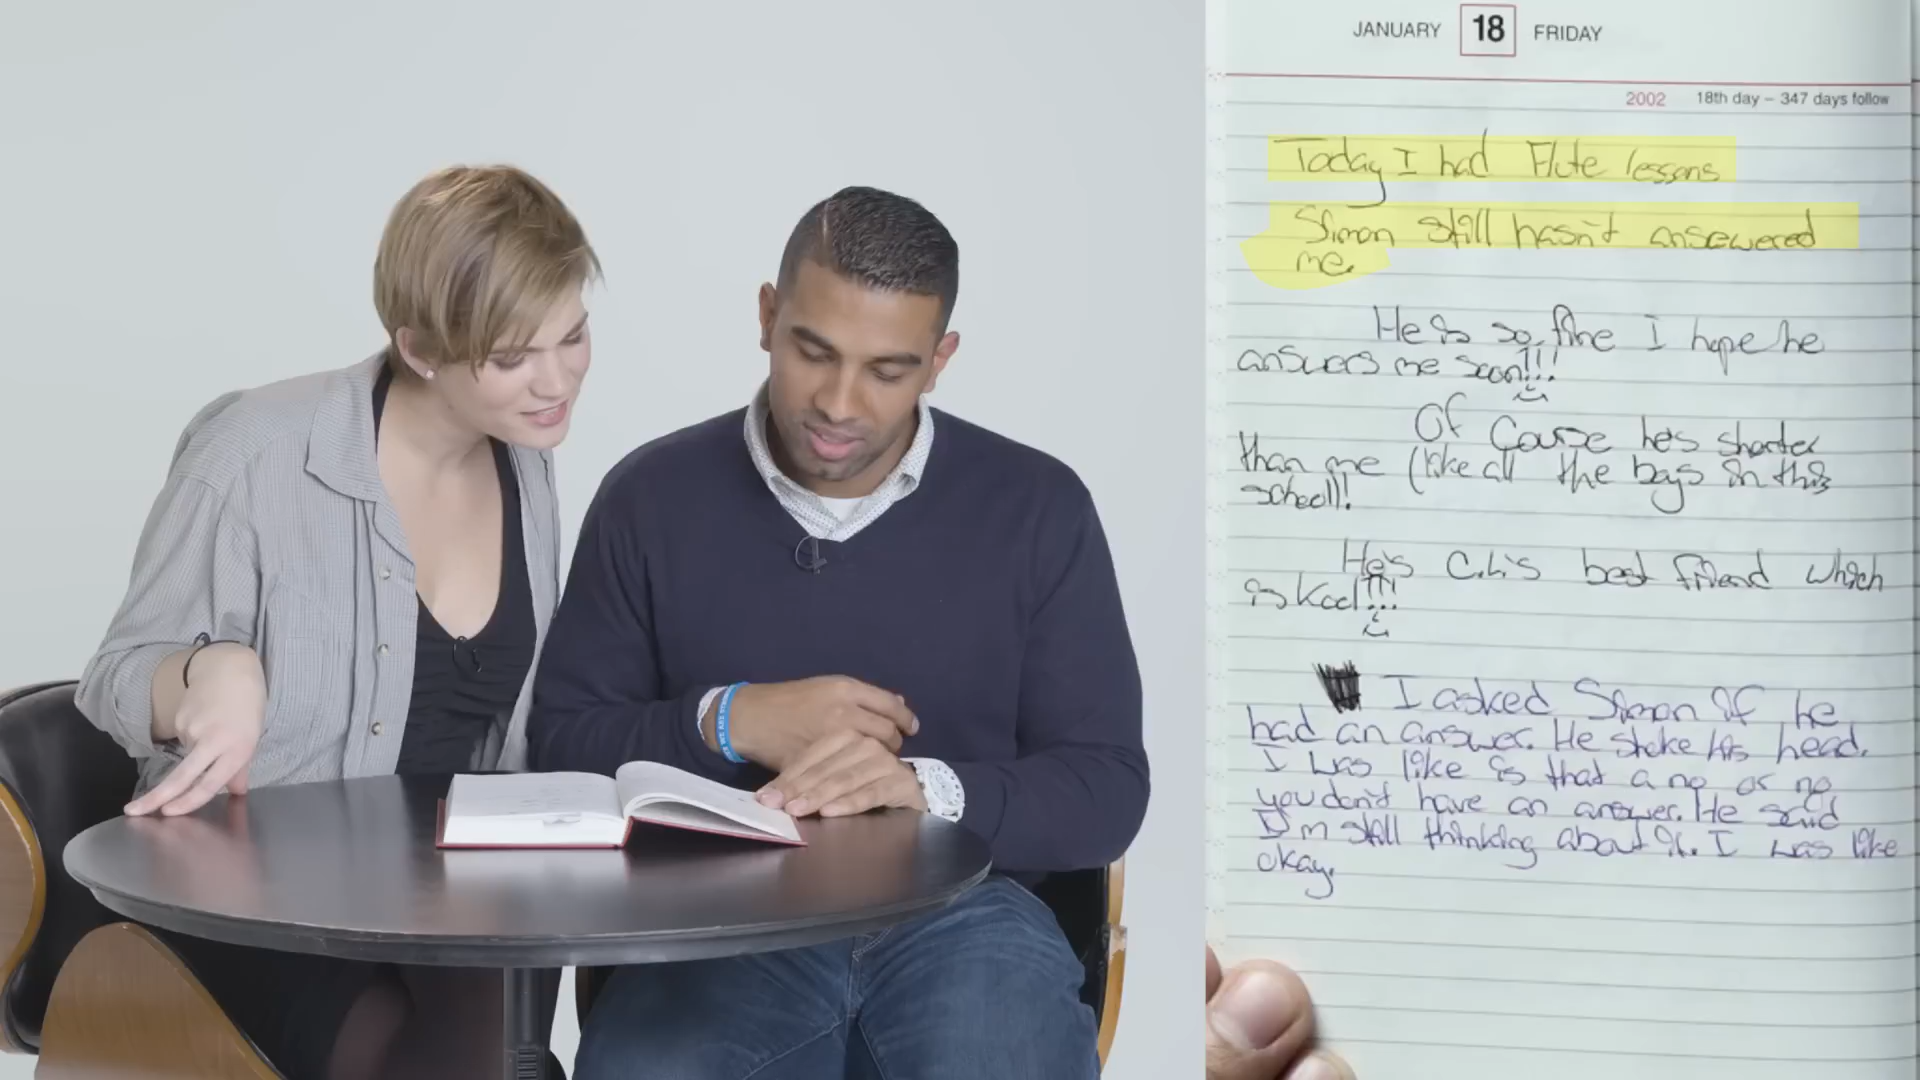 JANUARY 18 FRIDAY
2002 18th day – 347 days follow
Today I had Flute lessons
Simon still hasn't ansewered
me.
He is so fine I hope he
answers me soon!!!
Of Course he's shorter
than me (like all the boys in this
school)!
He's C.L.'s best friend which
is Kool!!!
I asked Simon if he
had an answer. He shoke his head.
I was like is that a no or no
you don't have an answer. He said
I'm still thinking about it. I was like
okay.
WE ARE